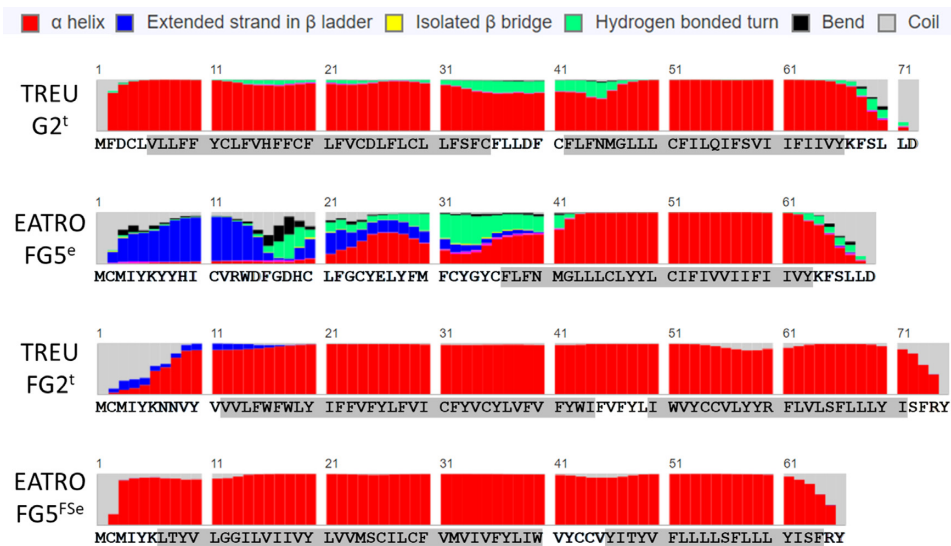 α helix Extended strand in β ladder Isolated β bridge Hydrogen bonded turn Bend Coil
1 11 21 31 41 51 61 71
TREU
G2t
MFDCLVLLFF YCLFVHFFCF LFVCDLFLCL LFSFCFLLDF CFLFNMGLLLC CFILQIFSVI IFIIVYKFSL LD
1 11 21 31 41 51 61
EATRO
FG5e
MCMIYKYYHI CVRWDFGDHC LFGCYELYFM FCYGYCFLFN MGLLLCLYYL CIFIVVIIFI IVYKFSLLD
1 11 21 31 41 51 61 71
TREU
FG2t
MCMIYKNNVY VVVLFWFWLY IFFVFYLFVI CFYVCYLVFV FYWIFVFYLI WVYCCVLYYR FLVLSFLLLY ISFRY
1 11 21 31 41 51 61
EATRO
FG5FSe
MCMIYKLTYV LGGILVIIVY LVVMSCILCF VMVIVFYLIW VYCCVYITYV FLLLLSFLLL YISFRY